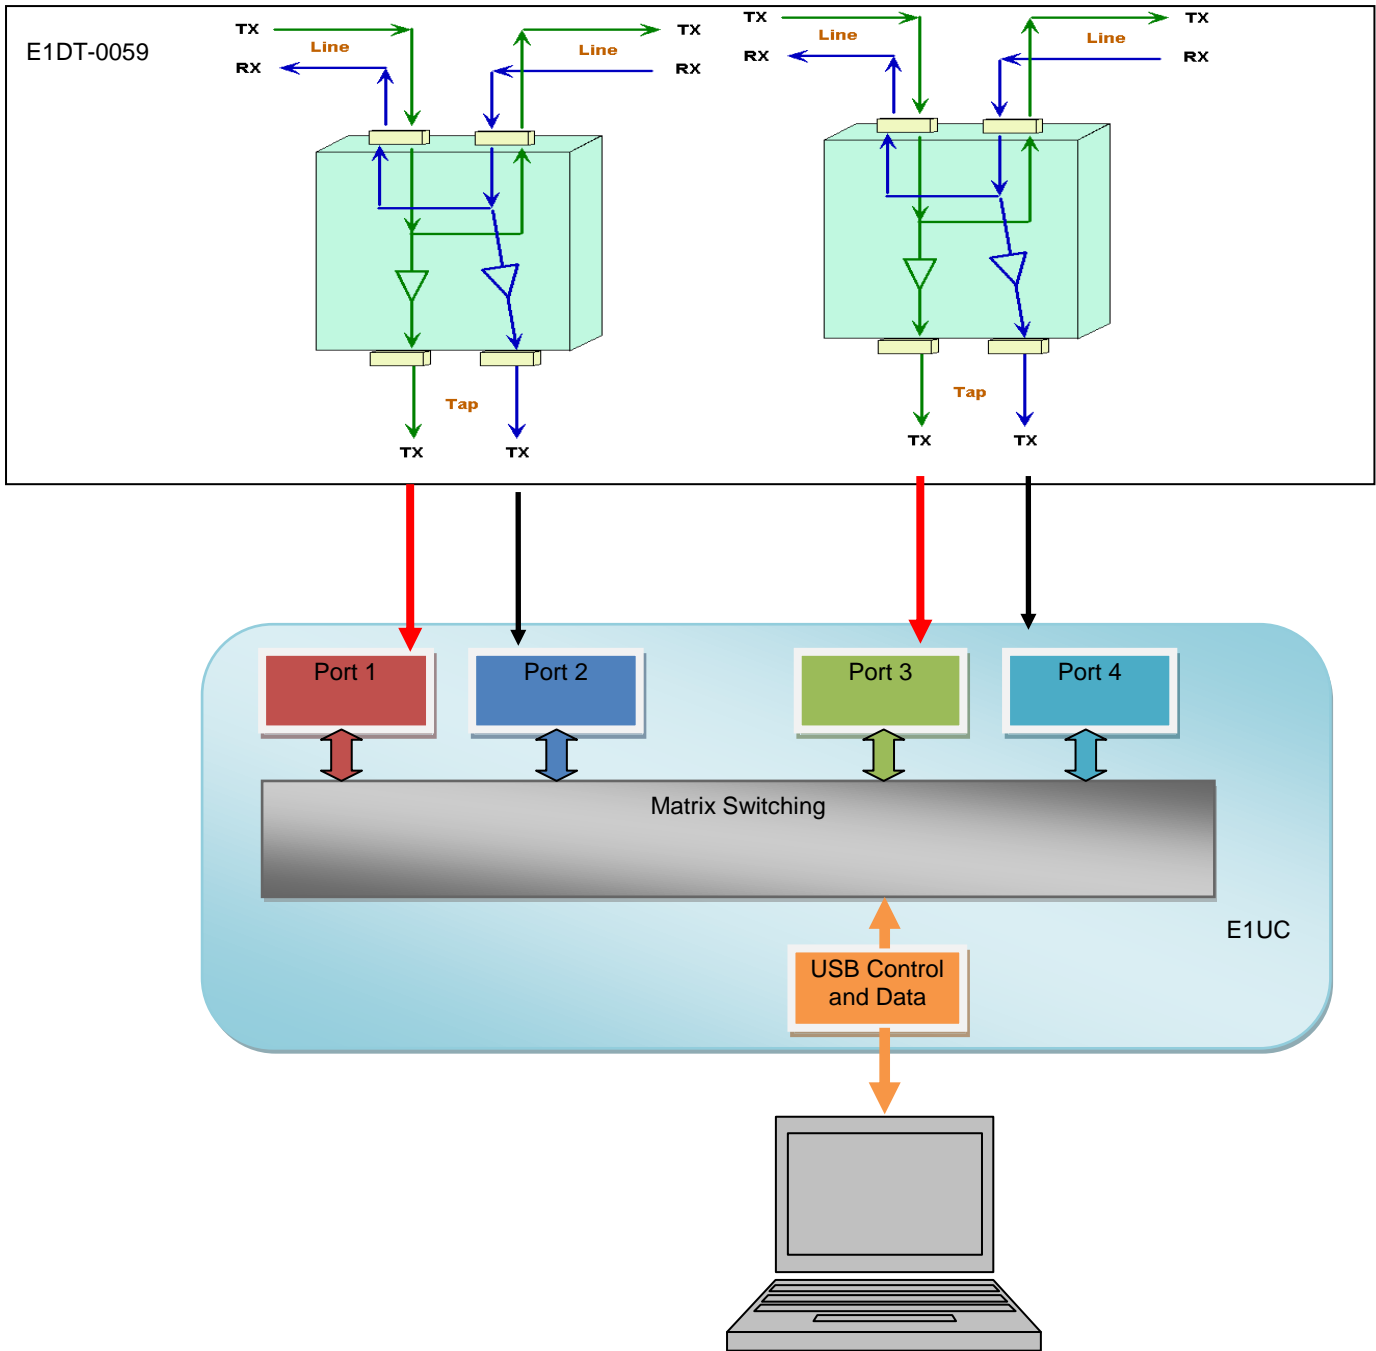 E1DT-0059
TX
Line
RX
TX
Line
RX
Tap
TX
TX
TX
Line
RX
TX
Line
RX
Tap
TX
TX
Port 1
Port 2
Port 3
Port 4
Matrix Switching
E1UC
USB Control
and Data